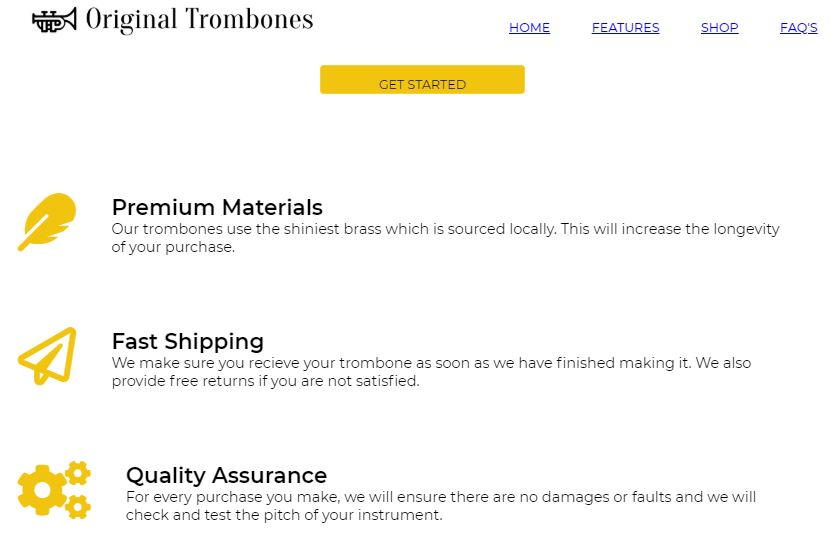 Original Trombones
HOME FEATURES SHOP FAQ'S
GET STARTED
Premium Materials
Our trombones use the shiniest brass which is sourced locally. This will increase the longevity
of your purchase.
Fast Shipping
We make sure you recieve your trombone as soon as we have finished making it. We also
provide free returns if you are not satisfied.
Quality Assurance
For every purchase you make, we will ensure there are no damages or faults and we will
check and test the pitch of your instrument.